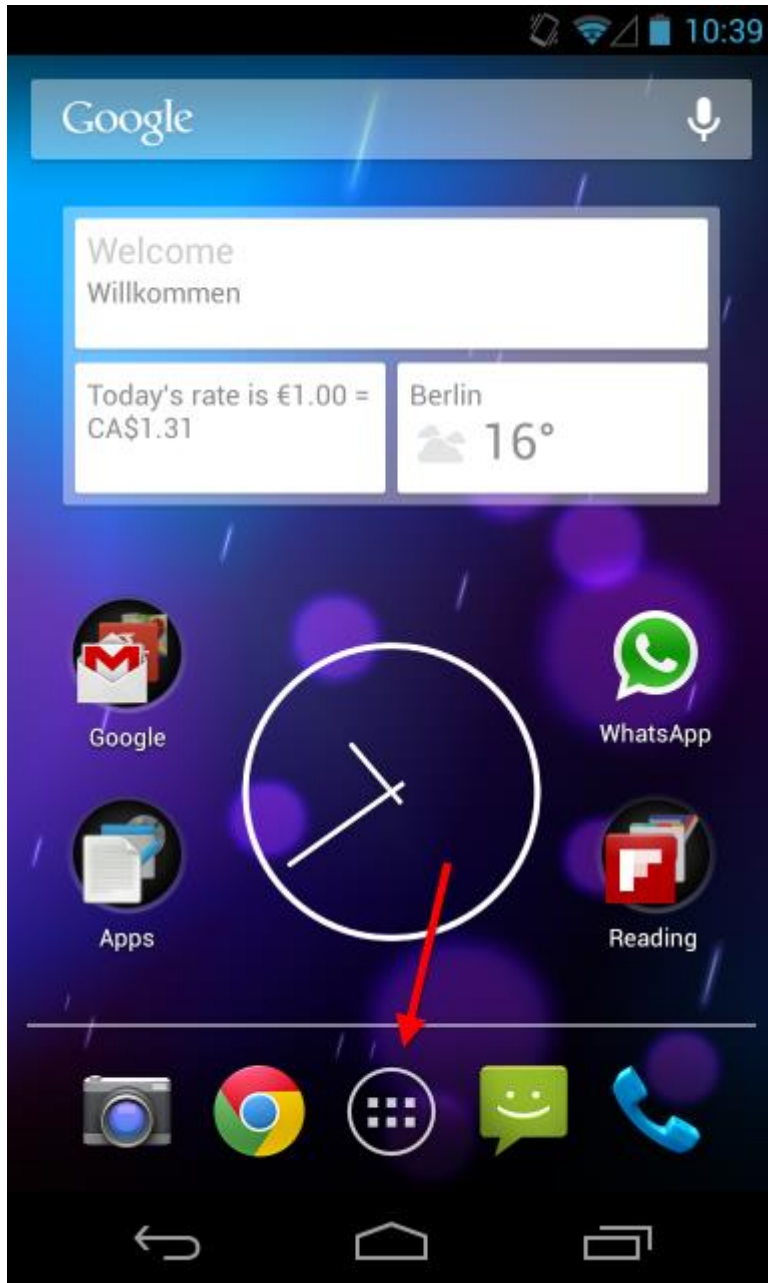 10:39
Google
Welcome
Willkommen
Today's rate is €1.00 =
CA$1.31
Berlin
16°
Google
WhatsApp
Apps
Reading